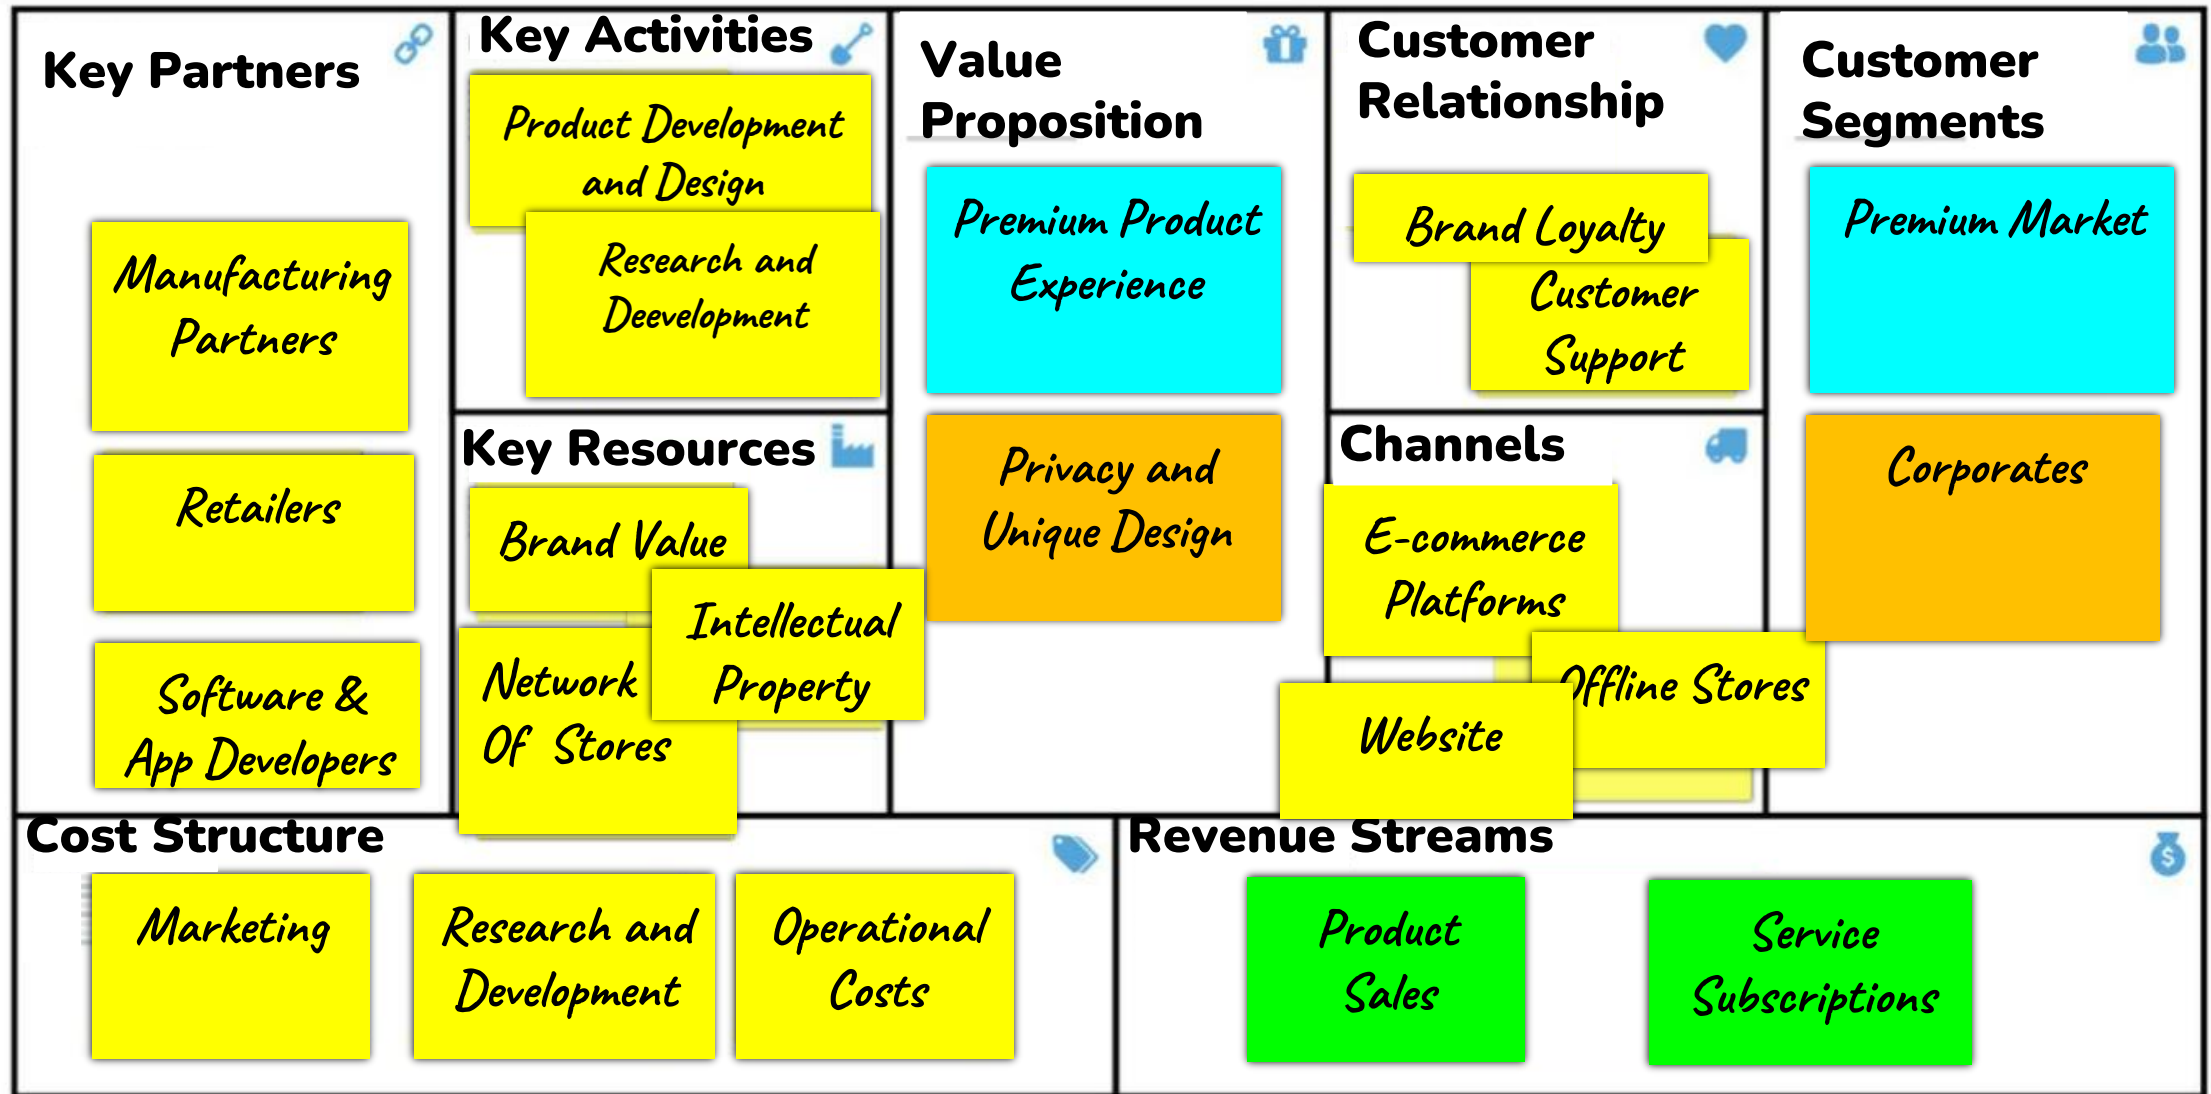 Key Partners
Manufacturing
Partners
Retailers
Software &
App Developers
Key Activities
Product Development
and Design
Research and
Deevelopment
Key Resources
Brand Value
Intellectual
Property
Network
Of Stores
Value
Proposition
Premium Product
Experience
Privacy and
Unique Design
Customer
Relationship
Brand Loyalty
Customer
Support
Channels
E-commerce
Platforms
Offline Stores
Website
Customer
Segments
Premium Market
Corporates
Cost Structure
Marketing
Research and
Development
Operational
Costs
Revenue Streams
$
Product
Sales
Service
Subscriptions